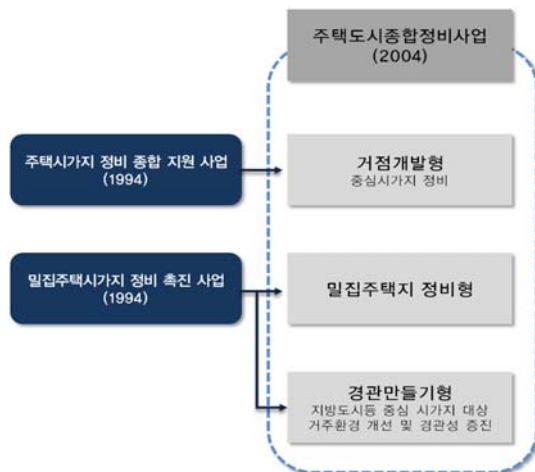 주택도시종합정비사업
(2004)
주택시가지 정비 종합 지원 사업
(1994)
거점개발형
중심시가지 정비
밀집주택시가지 정비 촉진 사업
(1994)
밀집주택지 정비형
경관만들기형
지방도시등 중심 시가지 대상
거주환경 개선 및 경관성 증진